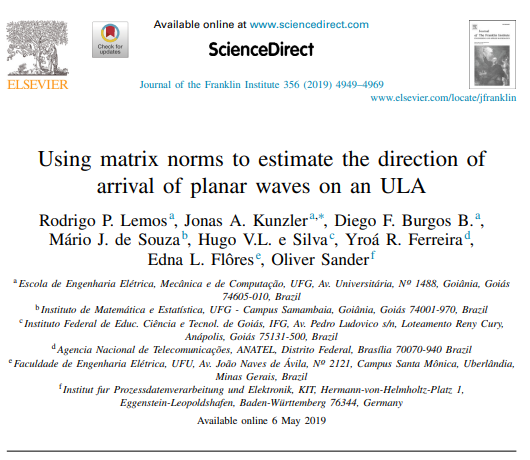 Available online at www.sciencedirect.com
Check for
updates
ScienceDirect
ELSEVIER
Journal of the Franklin Institute 356 (2019) 4949–4969
www.elsevier.com/locate/jfranklin
Using matrix norms to estimate the direction of
arrival of planar waves on an ULA
Rodrigo P. Lemos a, Jonas A. Kunzler a,*, Diego F. Burgos B. a,
Mário J. de Souza b, Hugo V.L. e Silva c, Yroá R. Ferreira d,
Edna L. Flôres e, Oliver Sander f
a Escola de Engenharia Elétrica, Mecânica e de Computação, UFG, Av. Universitária, Nº 1488, Goiânia, Goiás
74605-010, Brazil
b Instituto de Matemática e Estatística, UFG - Campus Samambaia, Goiânia, Goiás 74001-970, Brazil
c Instituto Federal de Educ. Ciência e Tecnol. de Goiás, IFG, Av. Pedro Ludovico s/n, Loteamento Reny Cury,
Anápolis, Goiás 75131-500, Brazil
d Agencia Nacional de Telecomunicações, ANATEL, Distrito Federal, Brasília 70070-940 Brazil
e Faculdade de Engenharia Elétrica, UFU, Av. João Naves de Ávila, Nº 2121, Campus Santa Mônica, Uberlândia,
Minas Gerais, Brazil
f Institut fur Prozessdatenverarbeitung und Elektronik, KIT, Hermann-von-Helmholtz-Platz 1,
Eggenstein-Leopoldshafen, Baden-Württemberg 76344, Germany
Available online 6 May 2019